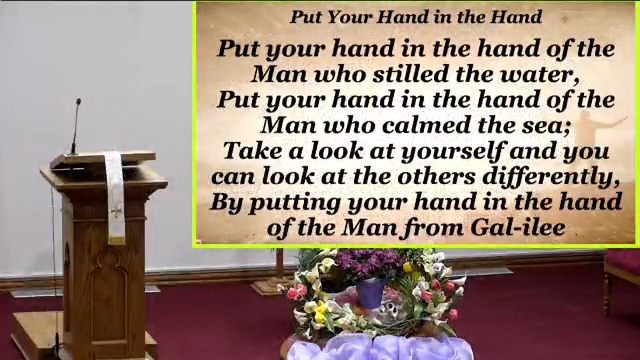 Put Your Hand in the Hand
Put your hand in the hand of the
Man who stilled the water,
Put your hand in the hand of the
Man who calmed the sea;
Take a look at yourself and you
can look at the others differently,
By putting your hand in the hand
of the Man from Gal-ilee